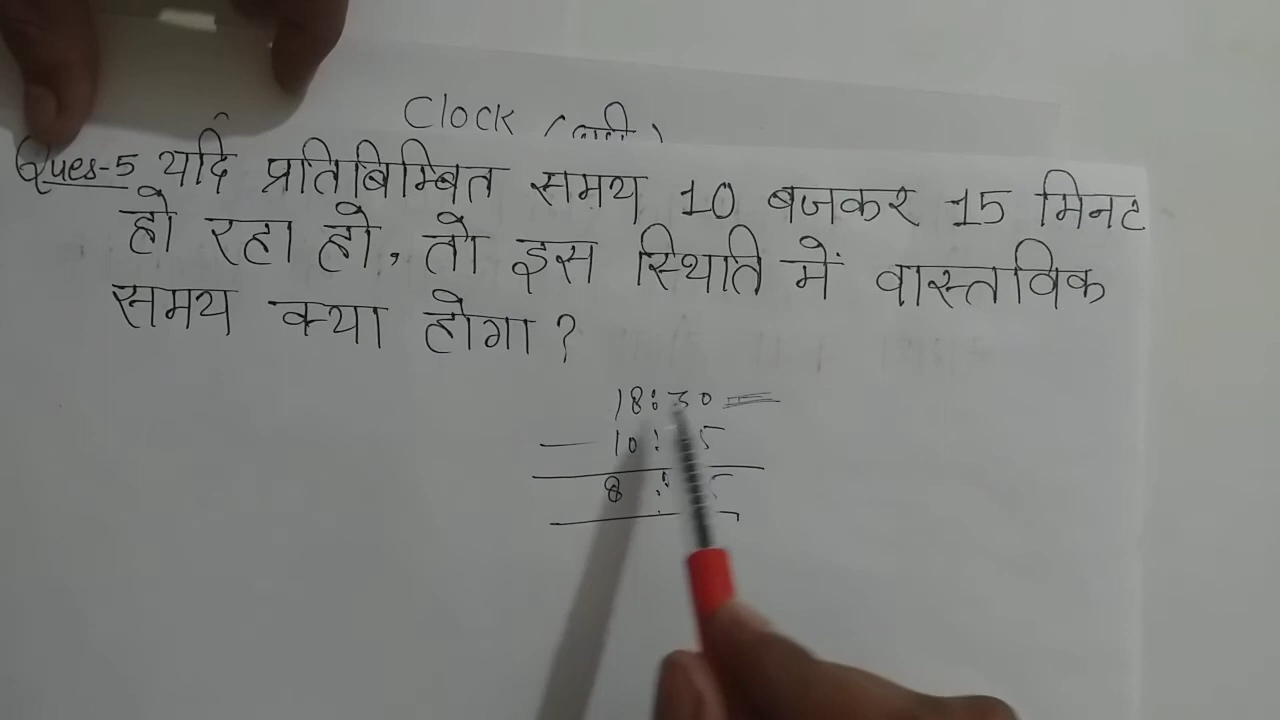 Clock
Ques-5 यदि प्रतिबिम्बित समय 10 बजकर 15 मिनट
हो रहा हो, तो इस स्थिति में वास्तविक
समय क्या होगा ?
18:30
- 10:
8 :